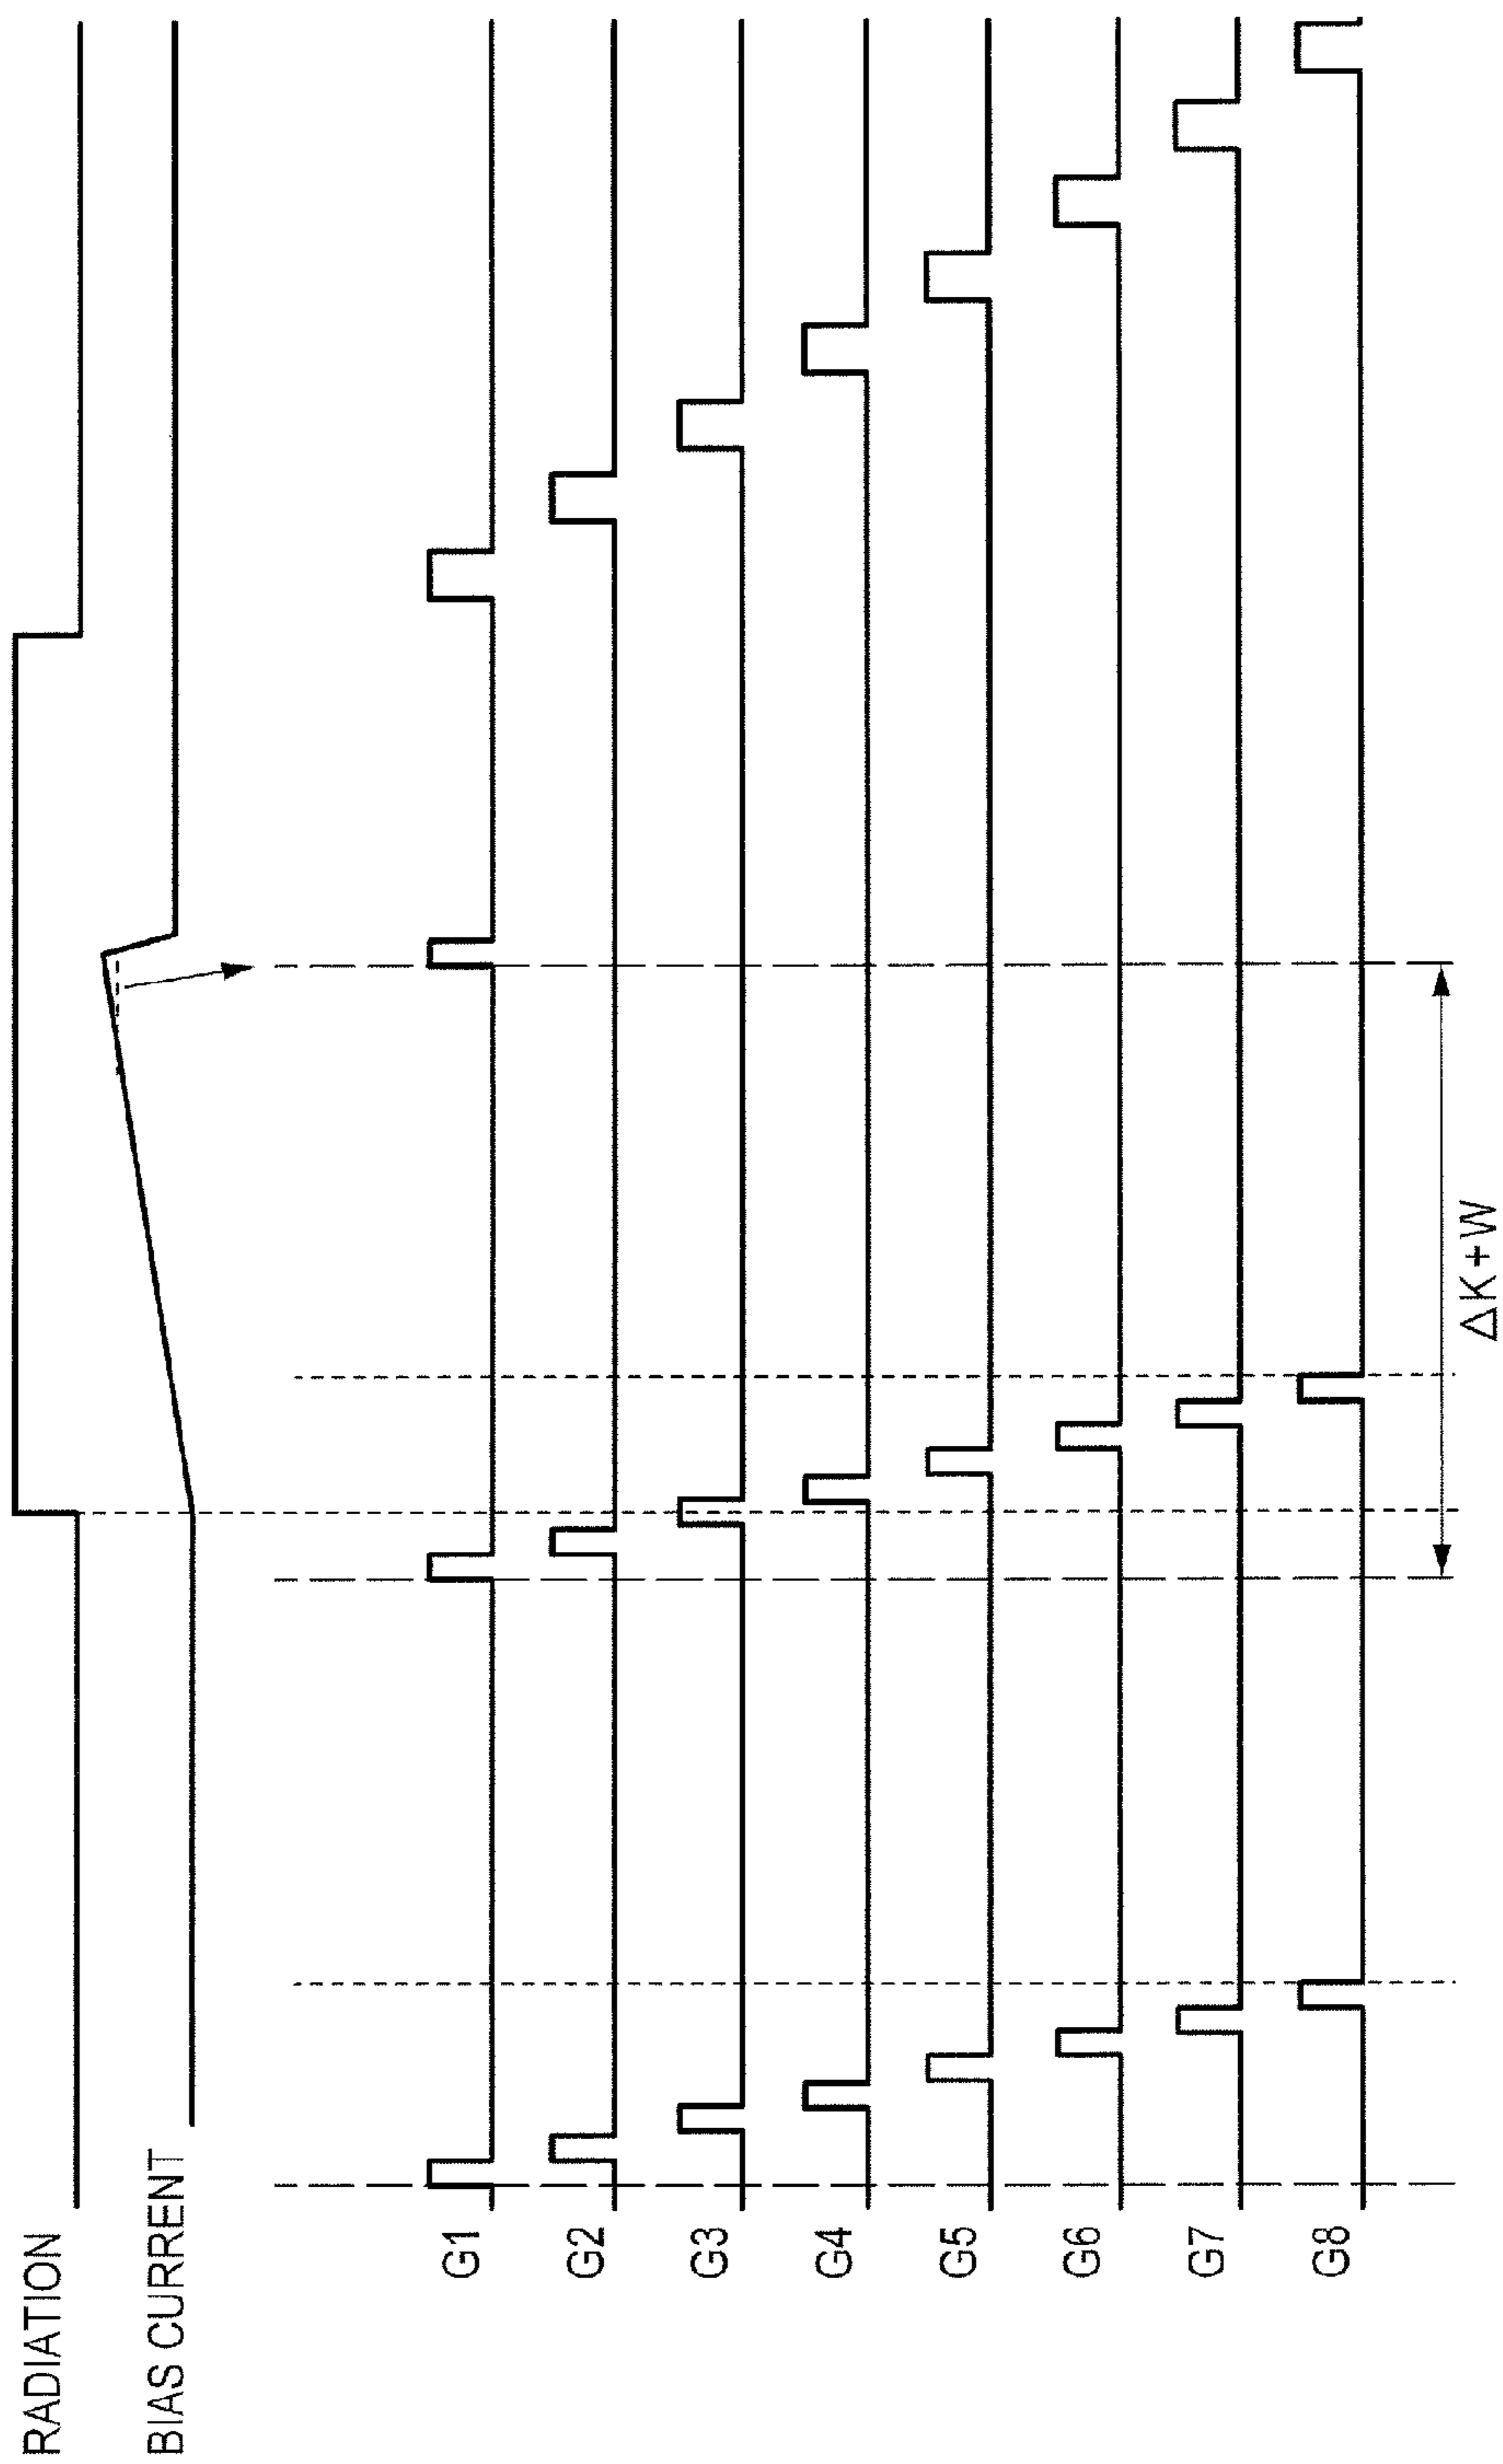 RADIATION
BIAS CURRENT
G1
G2
G3
G4
G5
G6
G7
G8
ΔK+W